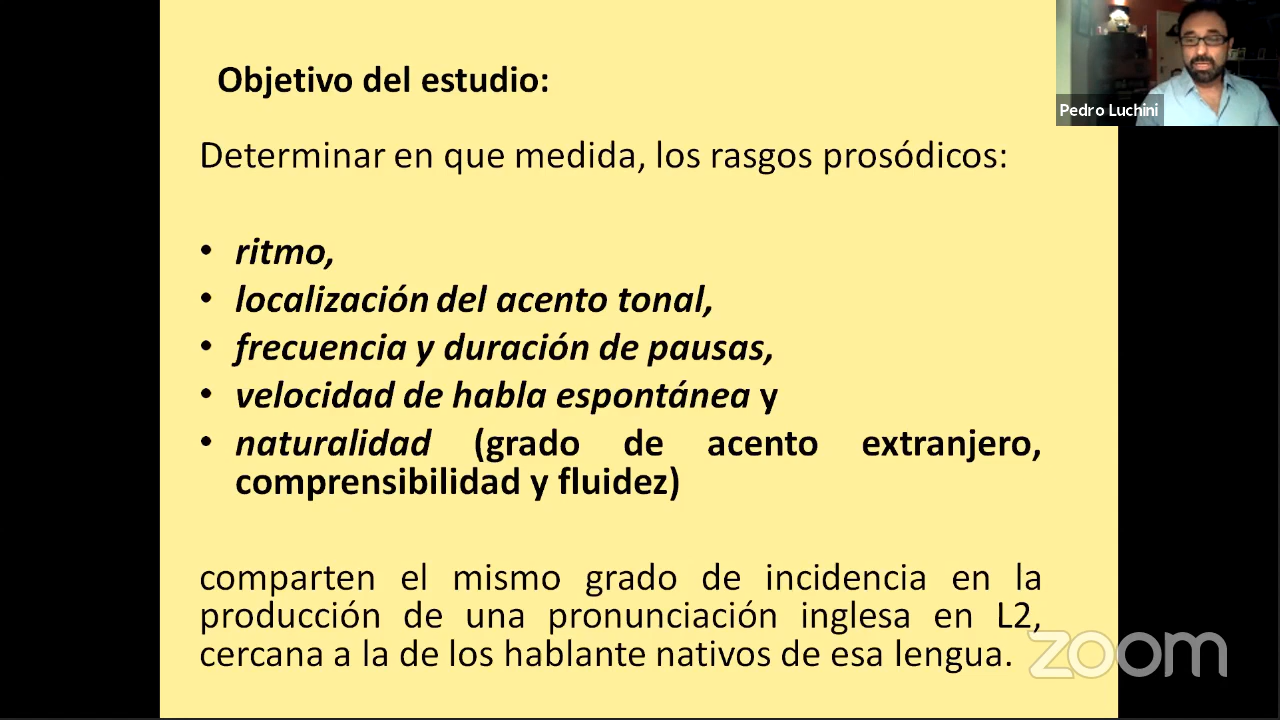 Objetivo del estudio:
Pedro Luchini
Determinar en que medida, los rasgos prosódicos:
• ritmo,
• localización del acento tonal,
• frecuencia y duración de pausas,
• velocidad de habla espontánea y
• naturalidad (grado de acento extranjero,
comprensibilidad y fluidez)
comparten el mismo grado de incidencia en la
producción de una pronunciación inglesa en L2,
cercana a la de los hablante nativos de esa lengua.
zoom